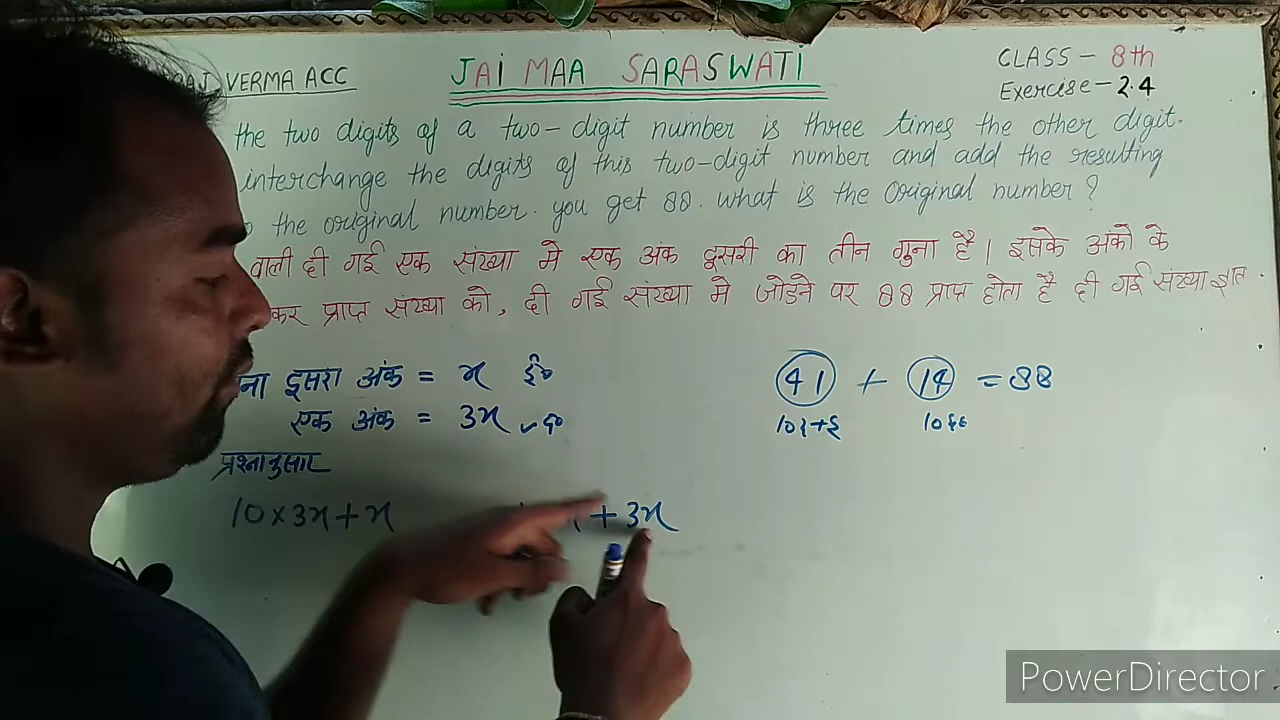 VERMA ACC
JAI MAA SARASWATI
CLASS - 8th
Exercise - 2.4
the two digits of a two-digit number is three times the other digit.
interchange the digits of this two-digit number and add the resulting
the original number. you get 88. what is the original number?
वाली दी गई एक संख्या मे एक अंक दूसरी का तीन गुना है। इसके अंको के
कर प्राप्त संख्या को, दी गई संख्या मे जोडने पर 88 प्राप्त होता है दी गई संख्या ज्ञात
दूसरा अंक = x इ०
एक अंक = 3x द०
41 + 14 = 88
प्रश्नानुसार
10×3x+x
+ 3x
PowerDirector